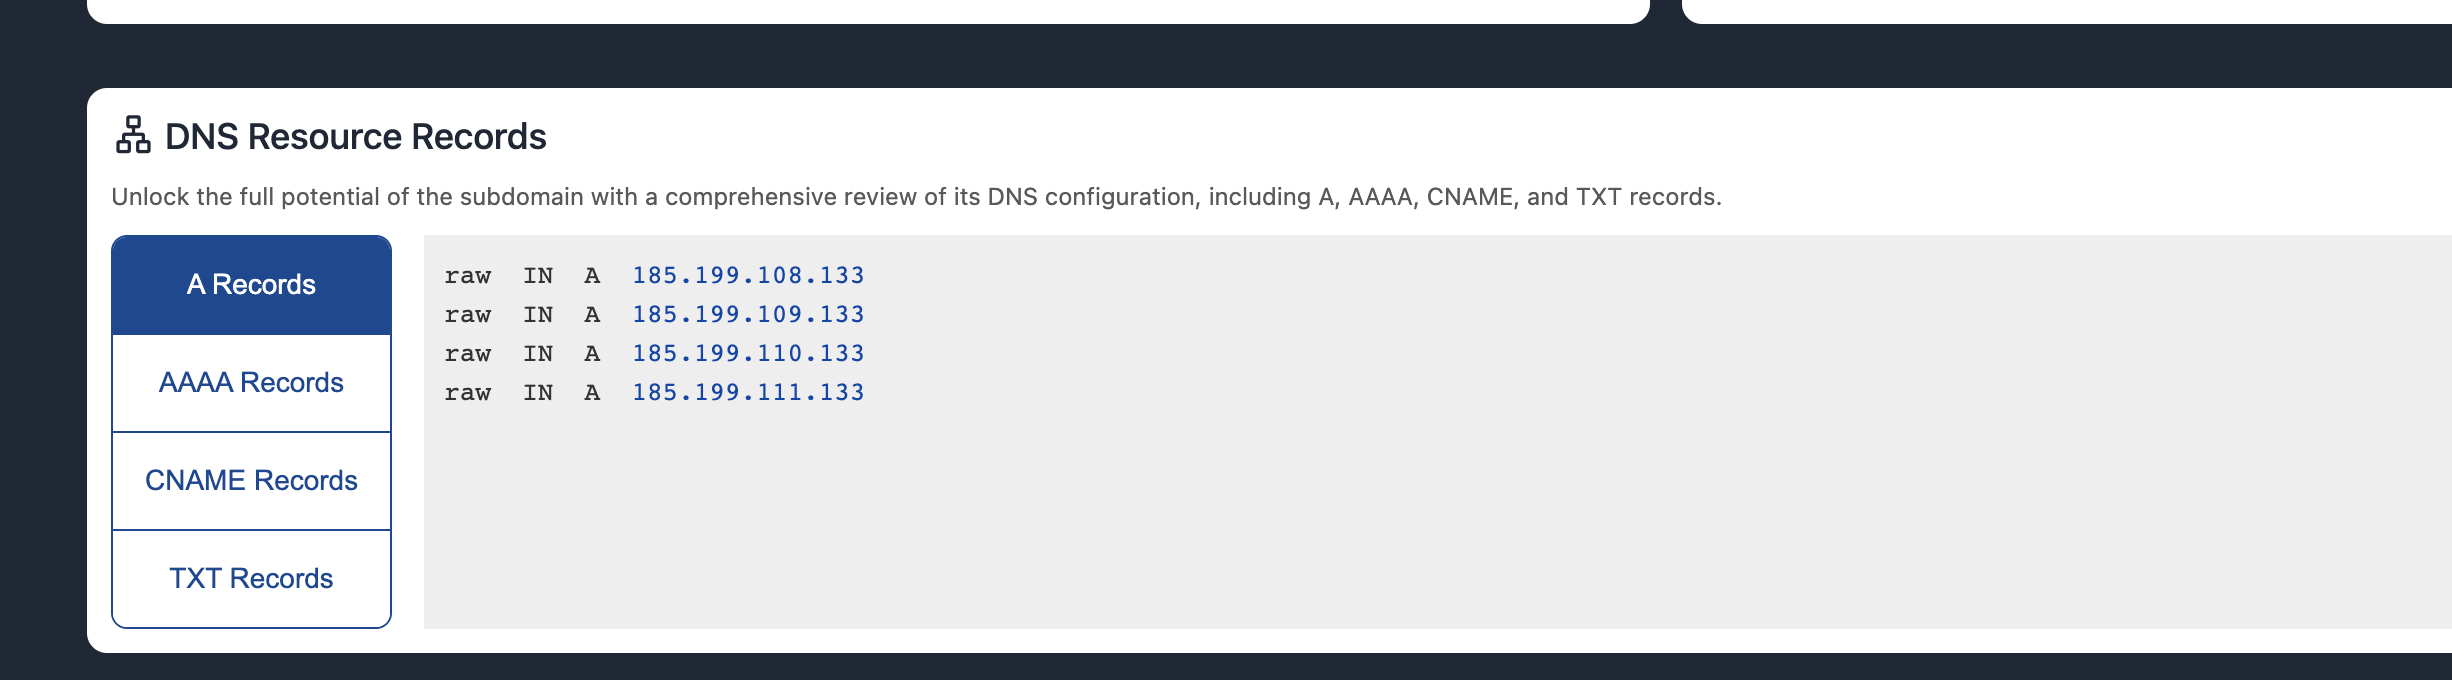 DNS Resource Records
Unlock the full potential of the subdomain with a comprehensive review of its DNS configuration, including A, AAAA, CNAME, and TXT records.
A Records
AAAA Records
CNAME Records
TXT Records
raw IN A 185.199.108.133
raw IN A 185.199.109.133
raw IN A 185.199.110.133
raw IN A 185.199.111.133